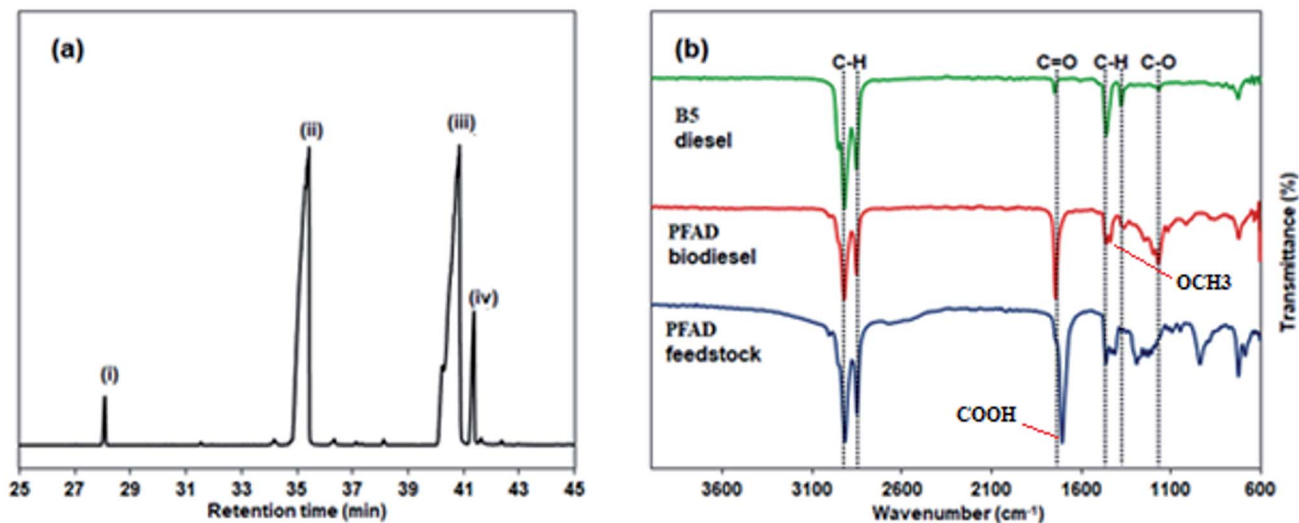 (a)
(i)
(ii)
(iii)
(iv)
25 27 29 31 33 35 37 39 41 43 45
Retention time (min)
(b)
C-H C=O C-H C-O
B5
diesel
PFAD
biodiesel
OCH3
PFAD
feedstock
COOH
Transmittance (%)
3600 3100 2600 2100 1600 1100 600
Wavenumber (cm⁻¹)